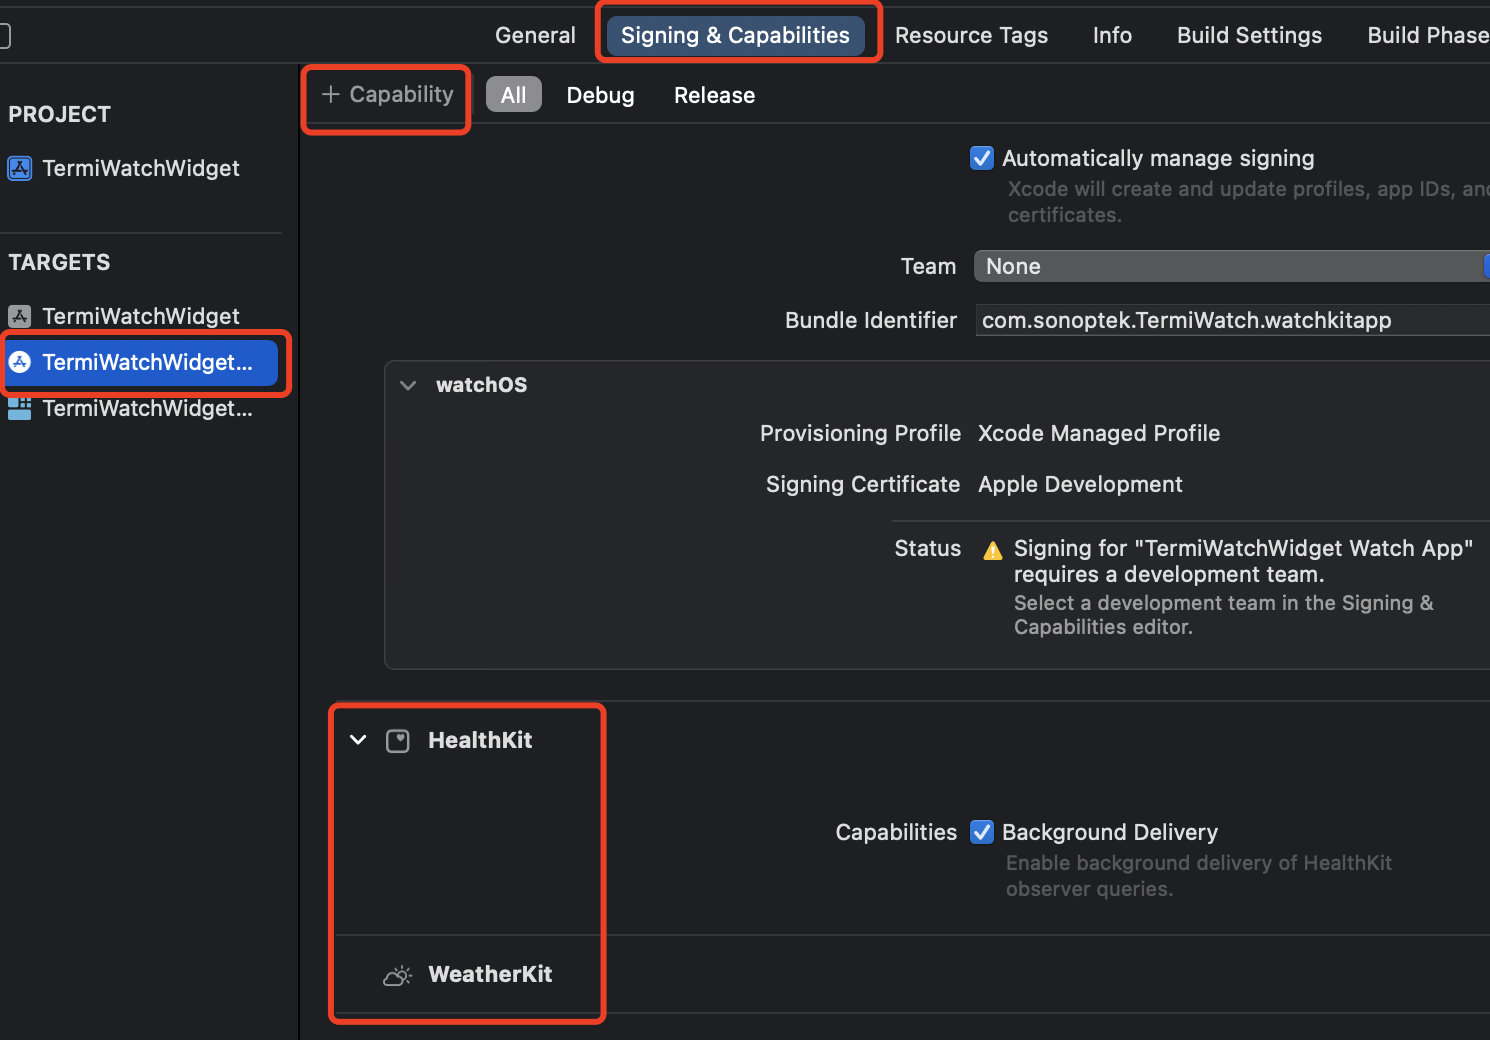 General
Signing & Capabilities
Resource Tags
Info
Build Settings
Build Phase
+ Capability
All
Debug
Release
PROJECT
TermiWatchWidget
TARGETS
TermiWatchWidget
TermiWatchWidget...
TermiWatchWidget...
Automatically manage signing
Xcode will create and update profiles, app IDs, and
certificates.
Team
None
Bundle Identifier
com.sonoptek.TermiWatch.watchkitapp
watchOS
Provisioning Profile
Xcode Managed Profile
Signing Certificate
Apple Development
Status
Signing for "TermiWatchWidget Watch App"
requires a development team.
Select a development team in the Signing &
Capabilities editor.
HealthKit
Capabilities
Background Delivery
Enable background delivery of HealthKit
observer queries.
WeatherKit